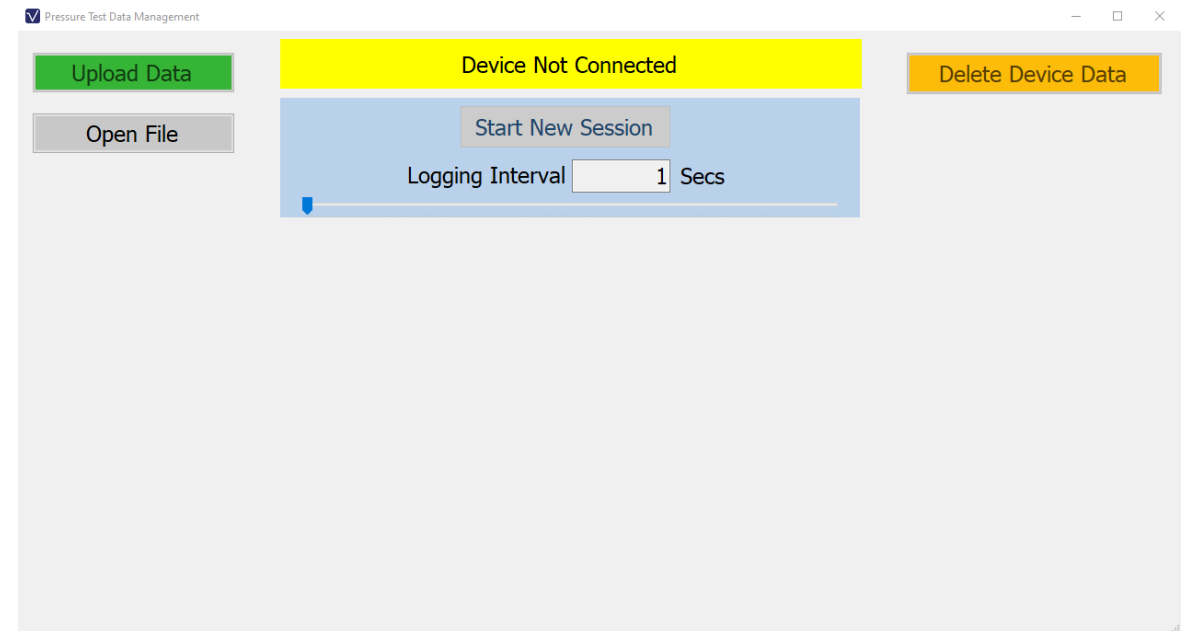 Pressure Test Data Management
Upload Data
Device Not Connected
Delete Device Data
Open File
Start New Session
Logging Interval 1 Secs